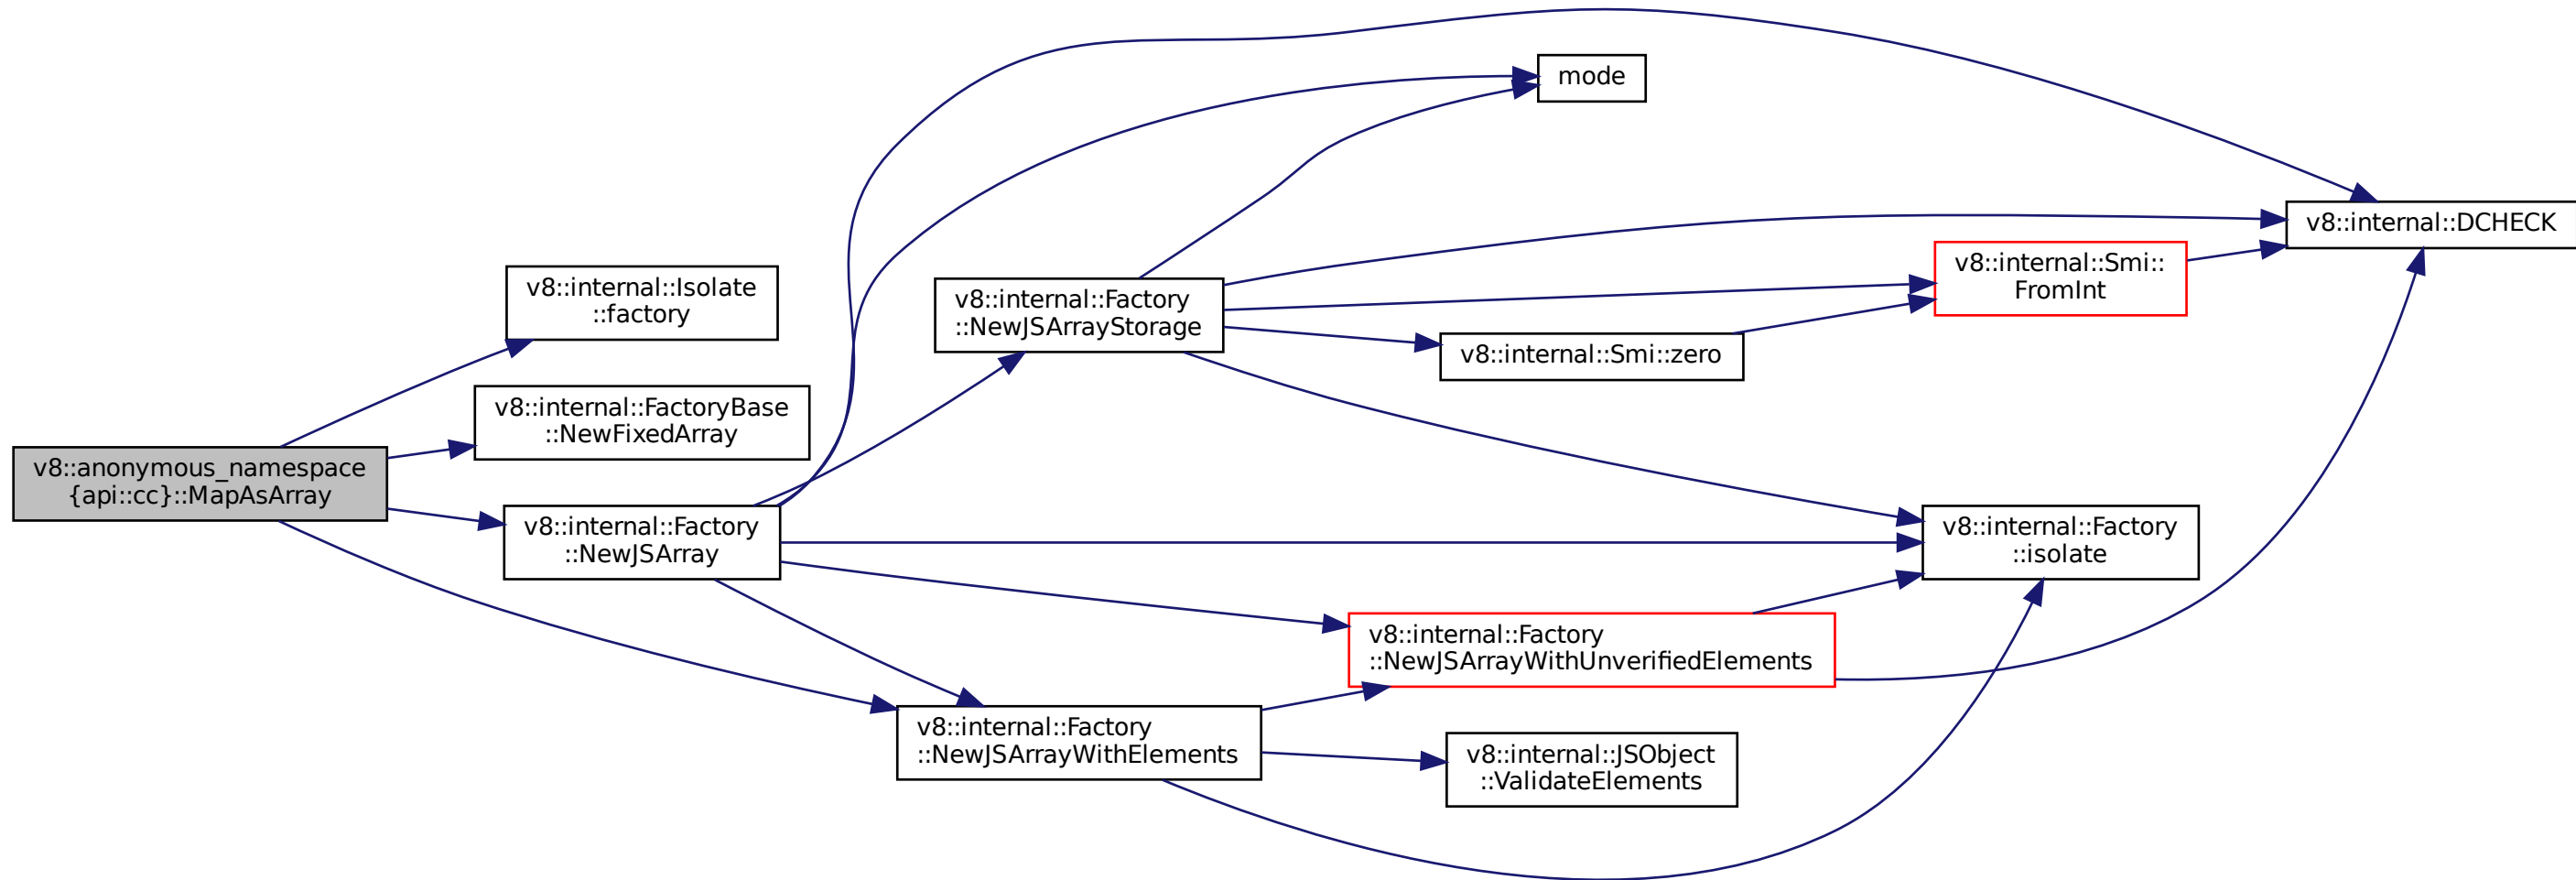 v8::anonymous_namespace
{api::cc}::MapAsArray
v8::internal::Isolate
::factory
v8::internal::FactoryBase
::NewFixedArray
v8::internal::Factory
::NewJSArray
v8::internal::Factory
::NewJSArrayStorage
v8::internal::Factory
::NewJSArrayWithElements
mode
v8::internal::Smi::zero
v8::internal::Factory
::NewJSArrayWithUnverifiedElements
v8::internal::JSObject
::ValidateElements
v8::internal::Smi::
FromInt
v8::internal::Factory
::isolate
v8::internal::DCHECK